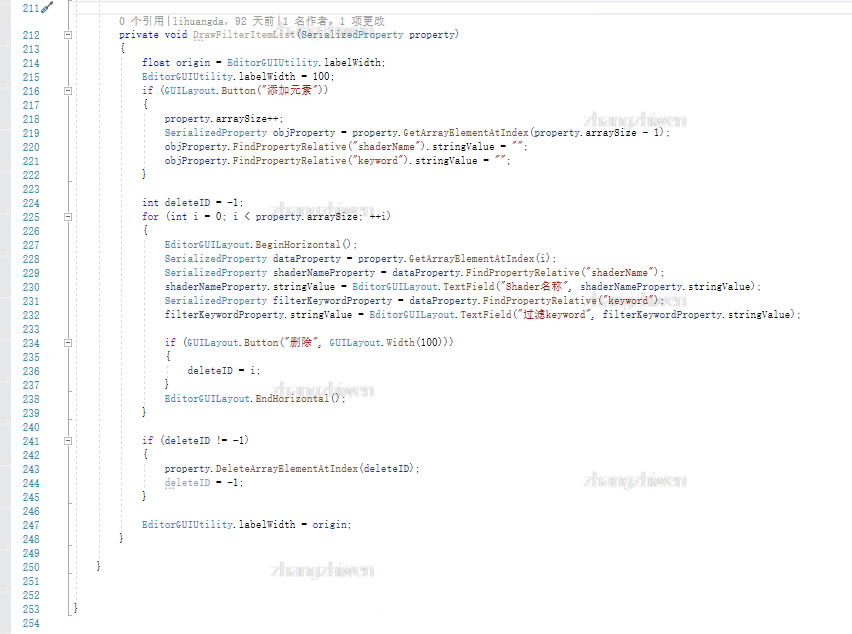 211
0 个引用|lihuangda，92 天前|1 名作者，1 项更改
212 private void DrawFilterItemList(SerializedProperty property)
213 {
214 float origin = EditorGUIUtility.labelWidth;
215 EditorGUIUtility.labelWidth = 100;
216 if (GUILayout.Button("添加元素"))
217 {
218 property.arraySize++;
219 SerializedProperty objProperty = property.GetArrayElementAtIndex(property.arraySize - 1);
220 objProperty.FindPropertyRelative("shaderName").stringValue = "";
221 objProperty.FindPropertyRelative("keyword").stringValue = "";
222 }
223
224 int deleteID = -1;
225 for (int i = 0; i < property.arraySize; ++i)
226 {
227 EditorGUILayout.BeginHorizontal();
228 SerializedProperty dataProperty = property.GetArrayElementAtIndex(i);
229 SerializedProperty shaderNameProperty = dataProperty.FindPropertyRelative("shaderName");
230 shaderNameProperty.stringValue = EditorGUILayout.TextField("Shader名称", shaderNameProperty.stringValue);
231 SerializedProperty filterKeywordProperty = dataProperty.FindPropertyRelative("keyword");
232 filterKeywordProperty.stringValue = EditorGUILayout.TextField("过滤keyword", filterKeywordProperty.stringValue);
233
234 if (GUILayout.Button("删除", GUILayout.Width(100)))
235 {
236 deleteID = i;
237 }
238 EditorGUILayout.EndHorizontal();
239 }
240
241 if (deleteID != -1)
242 {
243 property.DeleteArrayElementAtIndex(deleteID);
244 deleteID = -1;
245 }
246
247 EditorGUIUtility.labelWidth = origin;
248 }
249
250 }
251
252
253 }
254
zhangzhiwen
zhangzhiwen
zhangzhiwen
zhangzhiwen
zhangzhiwen
zhangzhiwen
zhangzhiwen